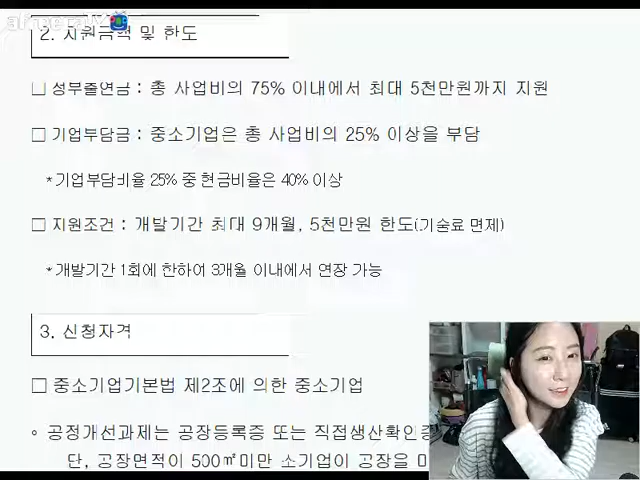 afreecaTV
2. 지원금액 및 한도
□ 정부출연금 : 총 사업비의 75% 이내에서 최대 5천만원까지 지원
□ 기업부담금 : 중소기업은 총 사업비의 25% 이상을 부담
* 기업부담비율 25% 중 현금비율은 40% 이상
□ 지원조건 : 개발기간 최대 9개월, 5천만원 한도(기술료 면제)
* 개발기간 1회에 한하여 3개월 이내에서 연장 가능
3. 신청자격
□ 중소기업기본법 제2조에 의한 중소기업
◦ 공정개선과제는 공장등록증 또는 직접생산확인증
단, 공장면적이 500㎡미만 소기업이 공장을